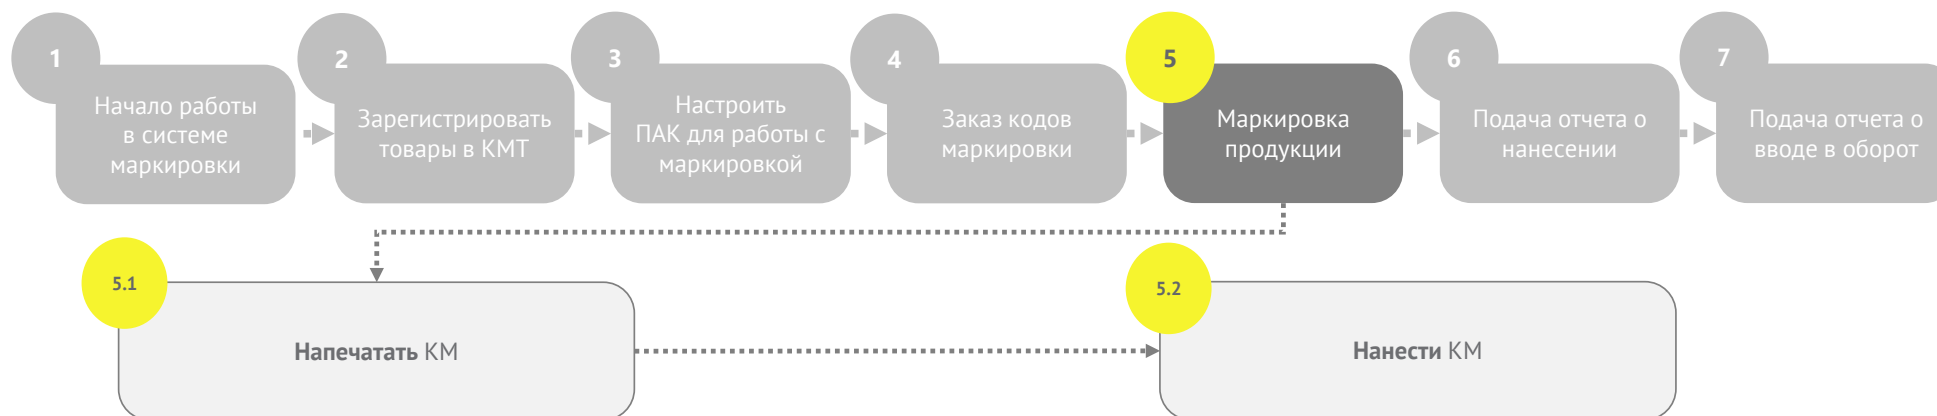 1
Начало работы
в системе
маркировки
2
Зарегистрировать
товары в КМТ
3
Настроить
ПАК для работы с
маркировкой
4
Заказ кодов
маркировки
5
Маркировка
продукции
6
Подача отчета о
нанесении
7
Подача отчета о
вводе в оборот
5.1
Напечатать КМ
5.2
Нанести КМ